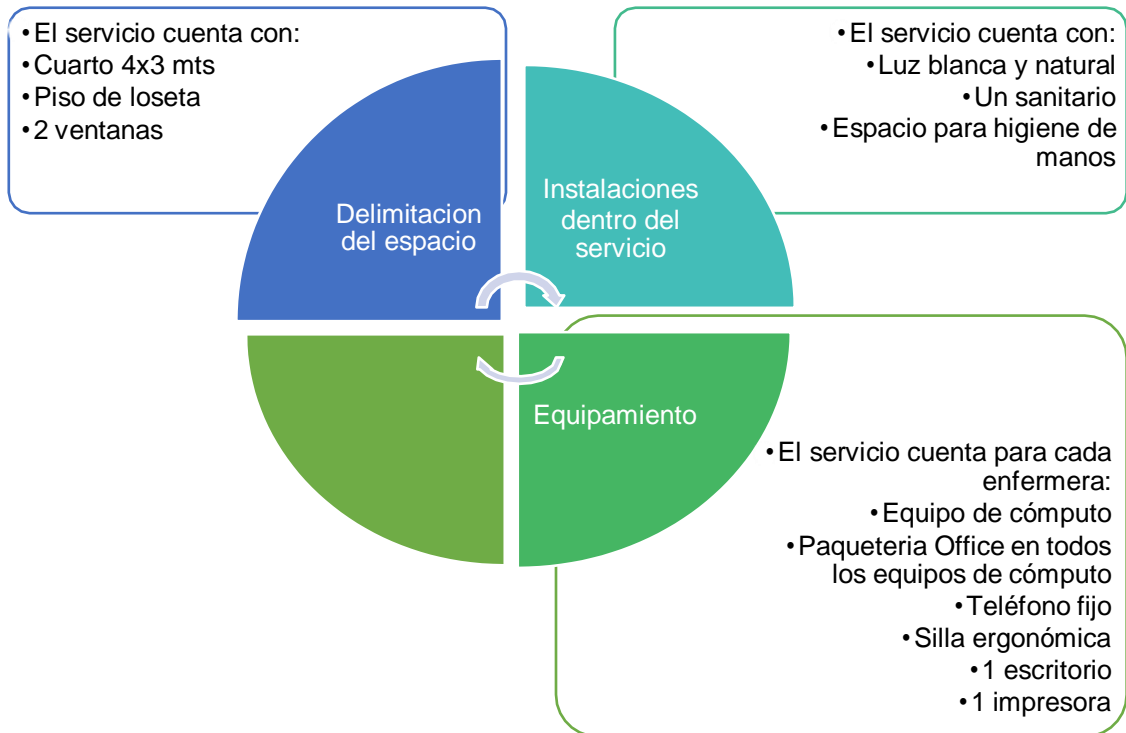 •El servicio cuenta con:
•Cuarto 4x3 mts
•Piso de loseta
•2 ventanas
•El servicio cuenta con:
•Luz blanca y natural
•Un sanitario
•Espacio para higiene de
manos
Delimitacion
del espacio
Instalaciones
dentro del
servicio
Equipamiento
•El servicio cuenta para cada
enfermera:
•Equipo de cómputo
•Paqueteria Office en todos
los equipos de cómputo
•Teléfono fijo
•Silla ergonómica
•1 escritorio
•1 impresora